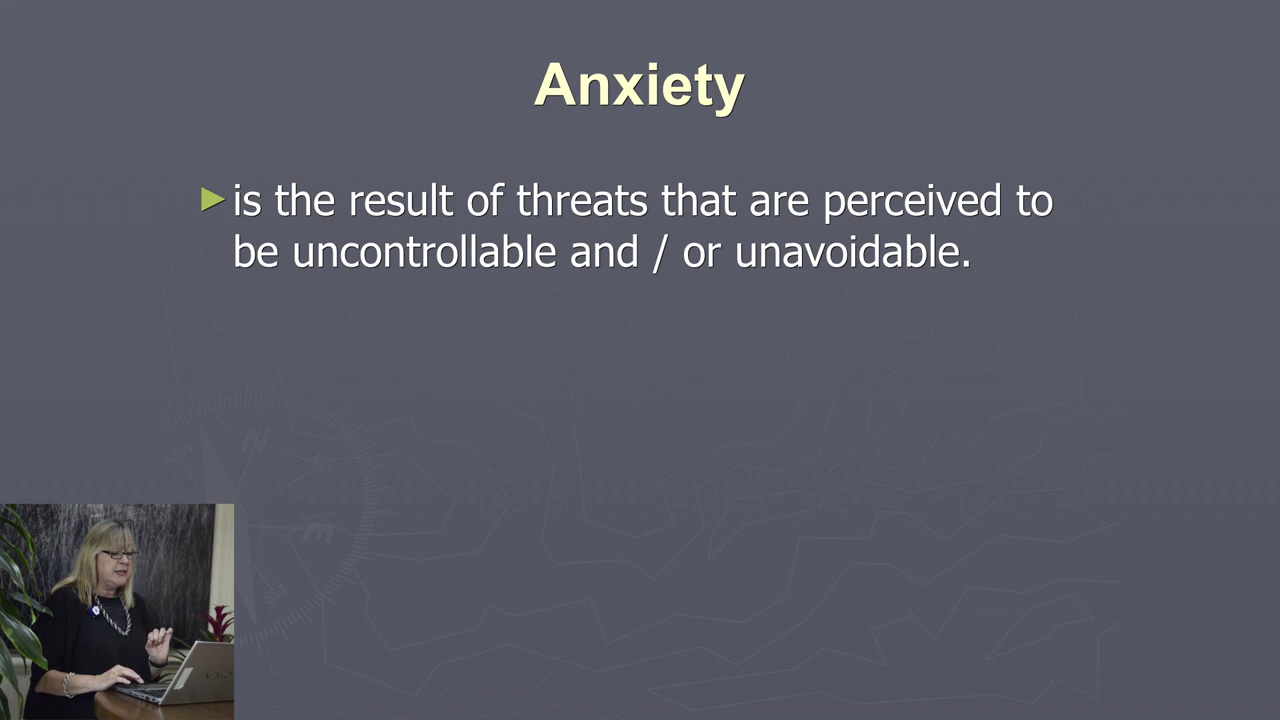 Anxiety
is the result of threats that are perceived to
be uncontrollable and / or unavoidable.
N
E